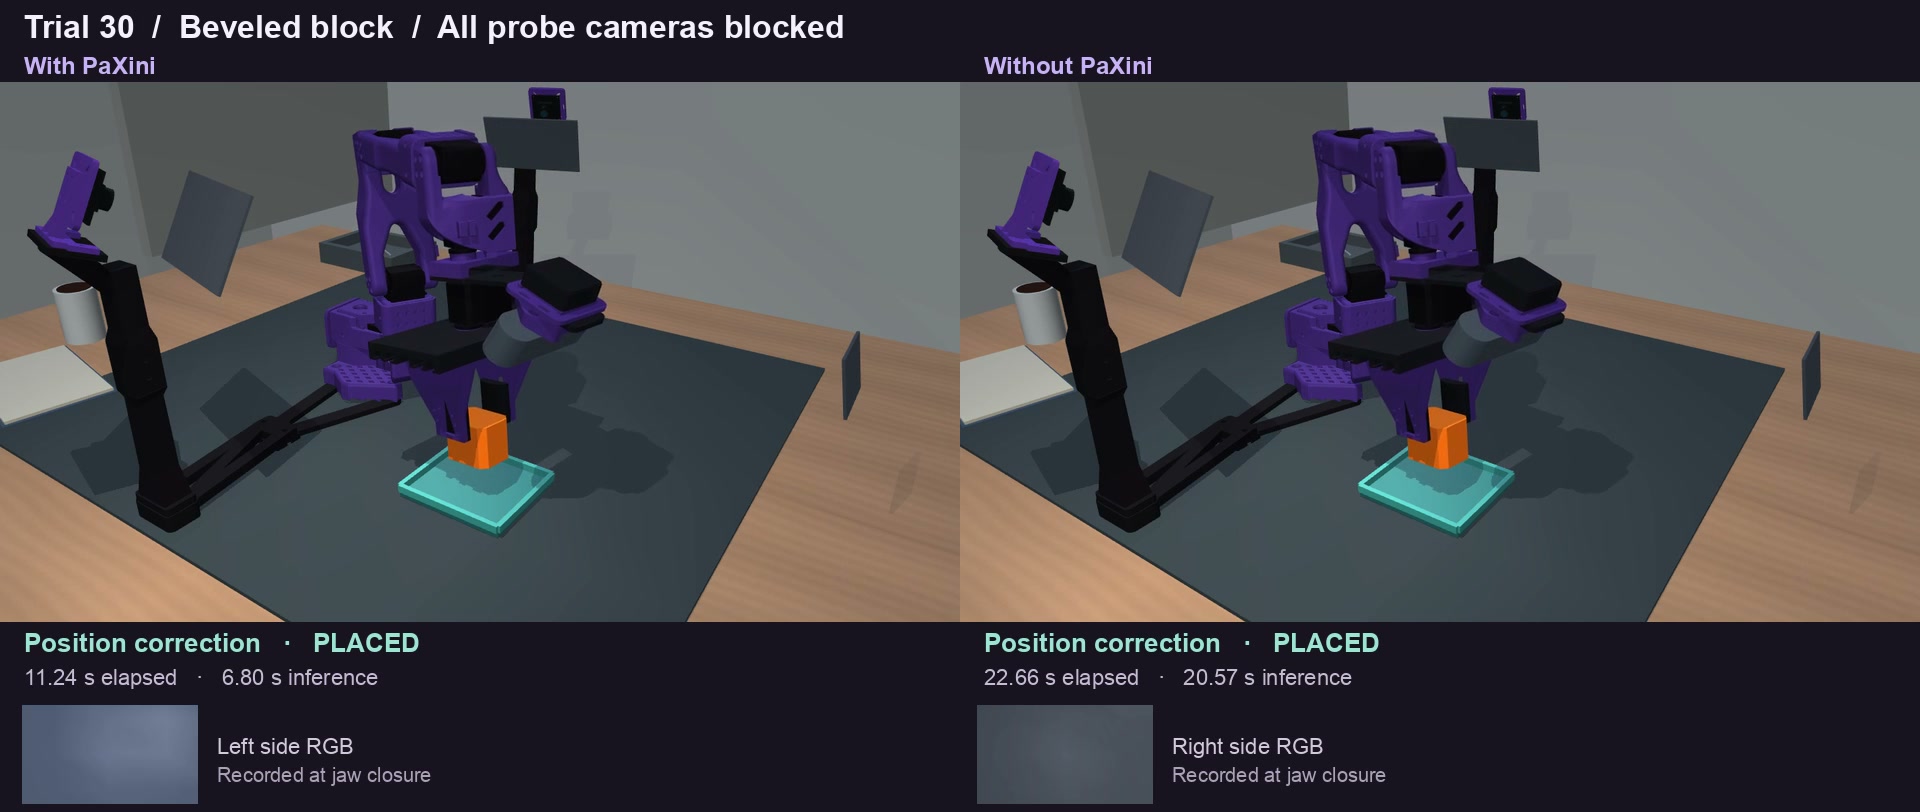 Trial 30 / Beveled block / All probe cameras blocked
With PaXini
Without PaXini
Position correction · PLACED
11.24 s elapsed · 6.80 s inference
Left side RGB
Recorded at jaw closure
Position correction · PLACED
22.66 s elapsed · 20.57 s inference
Right side RGB
Recorded at jaw closure